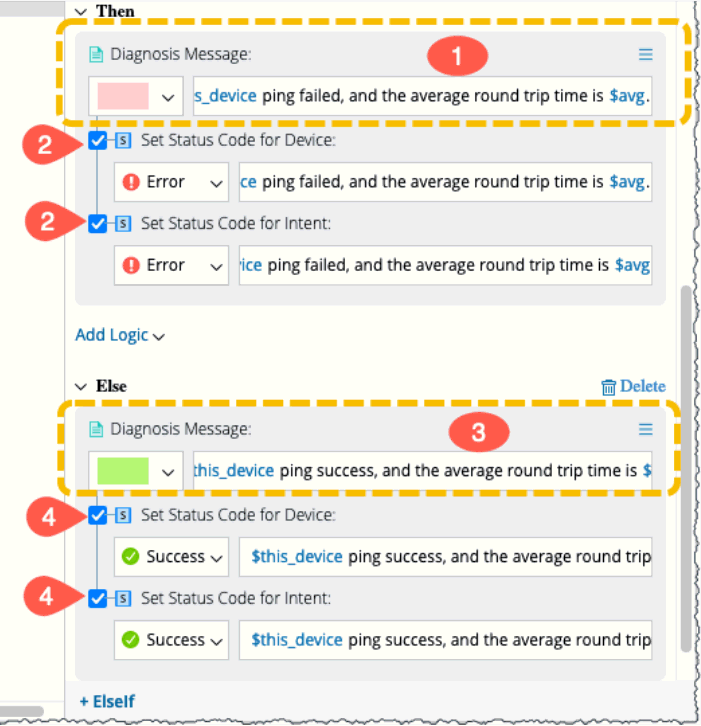 Then
Diagnosis Message:
1
s_device ping failed, and the average round trip time is $avg.
2
S Set Status Code for Device:
Error
ce ping failed, and the average round trip time is $avg.
2
S Set Status Code for Intent:
Error
ice ping failed, and the average round trip time is $avg
Add Logic
Else
Delete
Diagnosis Message:
3
this_device ping success, and the average round trip time is $
4
S Set Status Code for Device:
Success
$this_device ping success, and the average round trip
4
S Set Status Code for Intent:
Success
$this_device ping success, and the average round trip
+ ElseIf